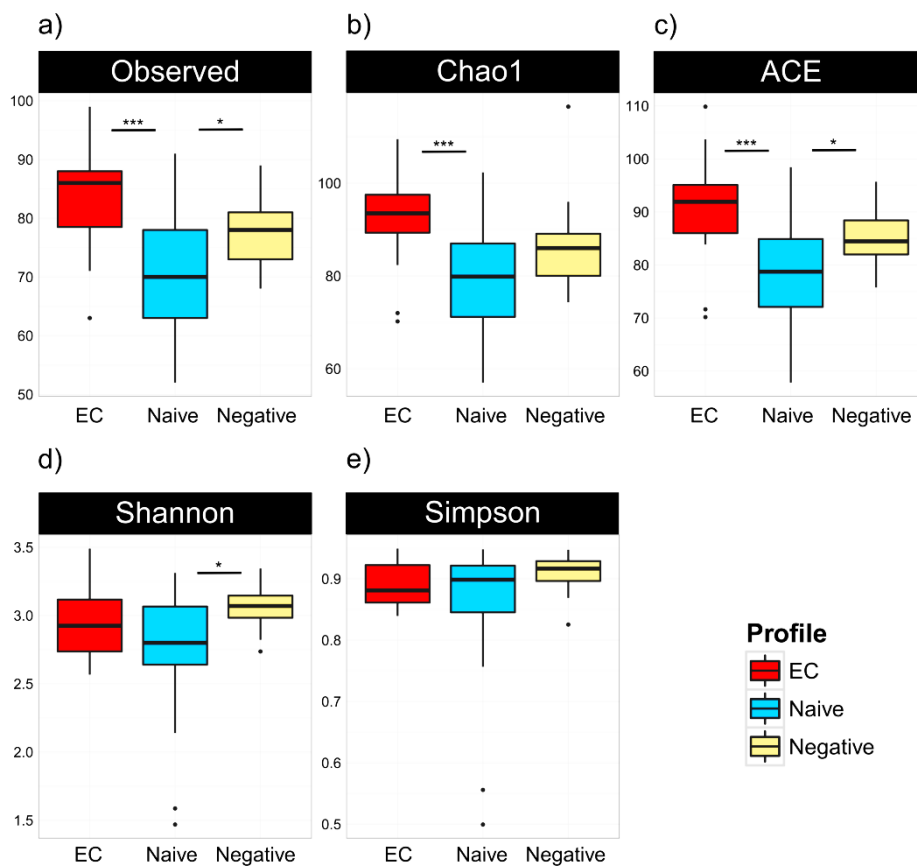 a)
Observed
100
90
80
70
60
50
***
*
EC Naive Negative
b)
Chao1
100
80
60
***
EC Naive Negative
c)
ACE
110
100
90
80
70
60
***
*
EC Naive Negative
d)
Shannon
3.5
3.0
2.5
2.0
1.5
*
EC Naive Negative
e)
Simpson
0.9
0.8
0.7
0.6
0.5
EC Naive Negative
Profile
EC
Naive
Negative